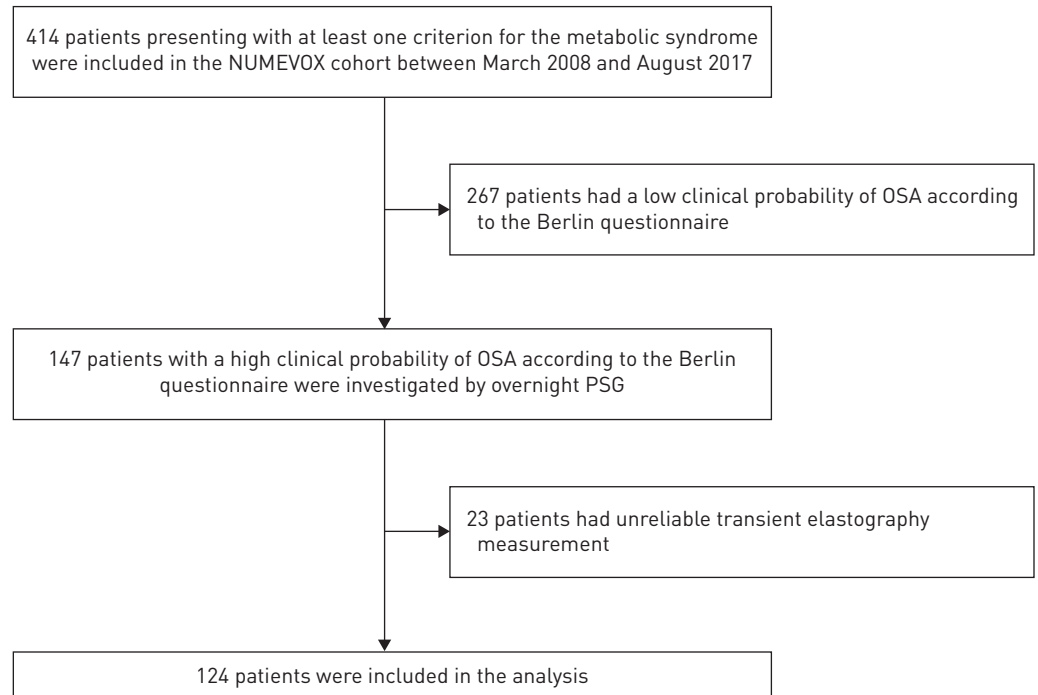 414 patients presenting with at least one criterion for the metabolic syndrome
were included in the NUMEVOX cohort between March 2008 and August 2017
267 patients had a low clinical probability of OSA according
to the Berlin questionnaire
147 patients with a high clinical probability of OSA according to the Berlin
questionnaire were investigated by overnight PSG
23 patients had unreliable transient elastography
measurement
124 patients were included in the analysis